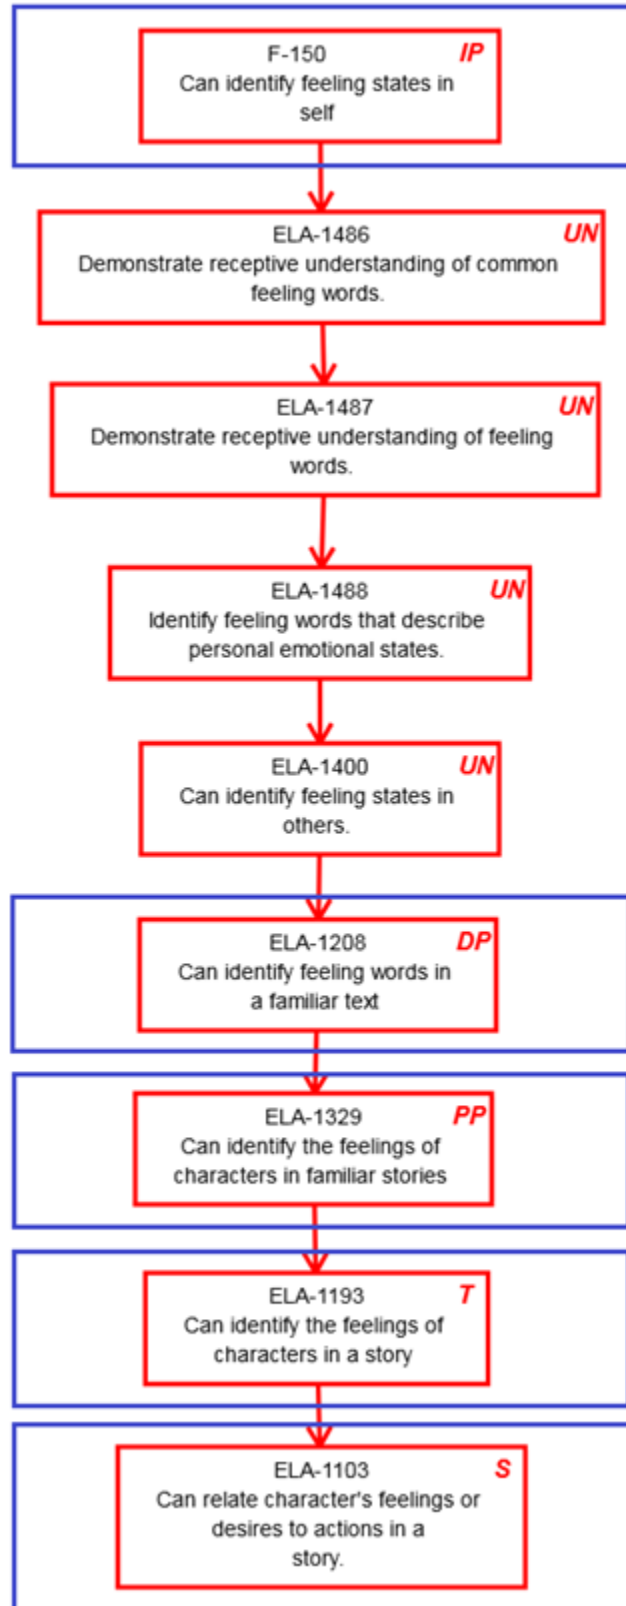 F-150 IP
Can identify feeling states in
self
ELA-1486 UN
Demonstrate receptive understanding of common
feeling words.
ELA-1487 UN
Demonstrate receptive understanding of feeling
words.
ELA-1488 UN
Identify feeling words that describe
personal emotional states.
ELA-1400 UN
Can identify feeling states in
others.
ELA-1208 DP
Can identify feeling words in
a familiar text
ELA-1329 PP
Can identify the feelings of
characters in familiar stories
ELA-1193 T
Can identify the feelings of
characters in a story
ELA-1103 S
Can relate character's feelings or
desires to actions in a
story.